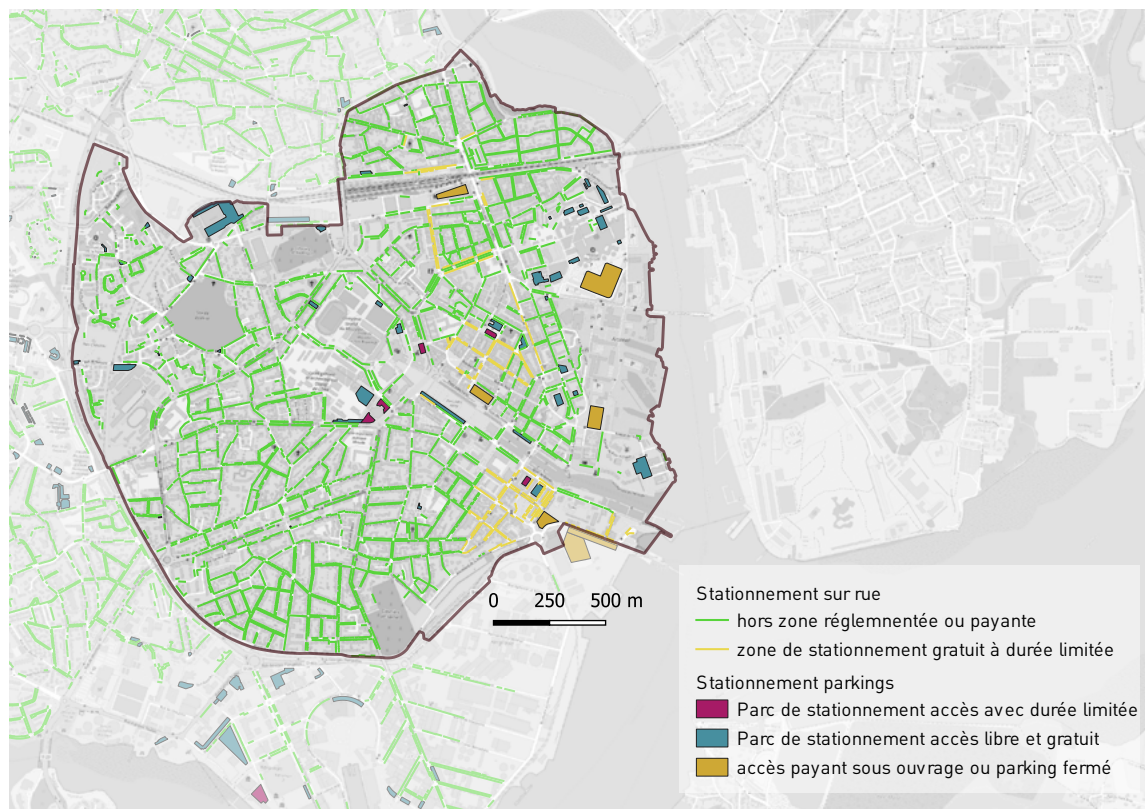 0 250 500 m
Stationnement sur rue
hors zone réglemnentée ou payante
zone de stationnement gratuit à durée limitée
Stationnement parkings
Parc de stationnement accès avec durée limitée
Parc de stationnement accès libre et gratuit
accès payant sous ouvrage ou parking fermé